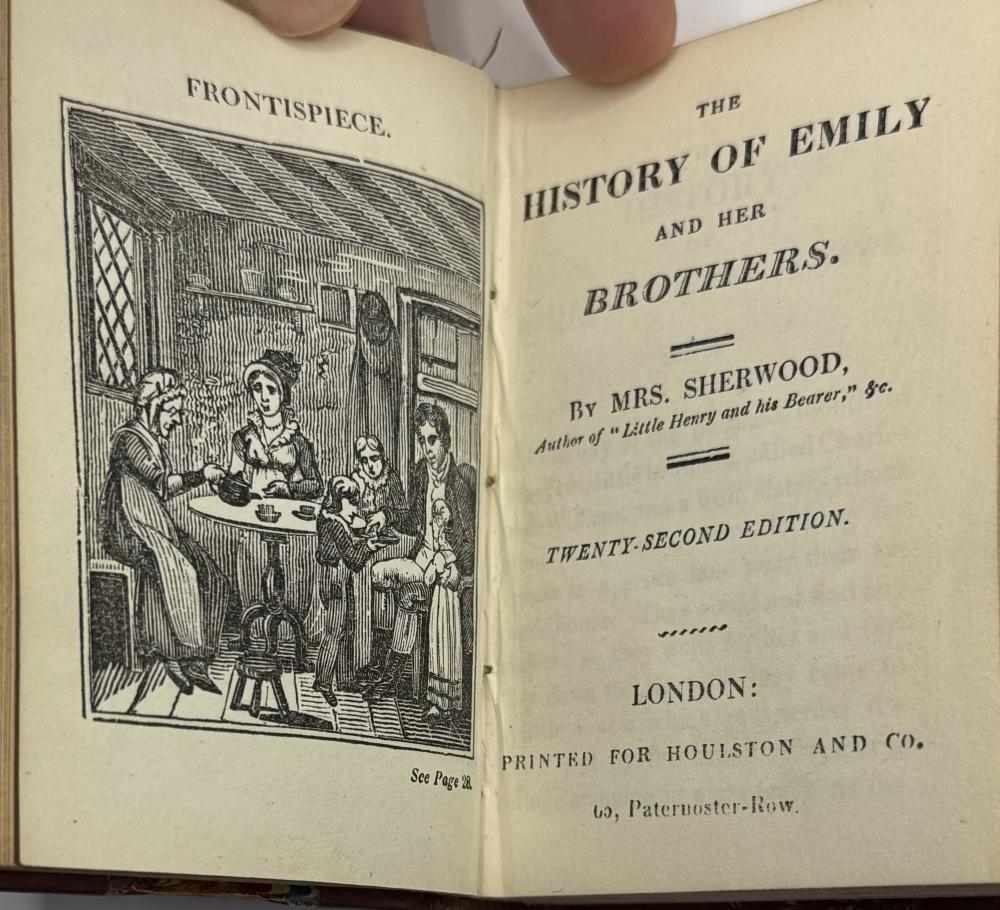 FRONTISPIECE.
See Page 28.
THE
HISTORY OF EMILY
AND HER
BROTHERS.
By MRS. SHERWOOD,
Author of "Little Henry and his Bearer," &c.
TWENTY-SECOND EDITION.
LONDON:
PRINTED FOR HOULSTON AND CO.
65, Paternoster-Row.